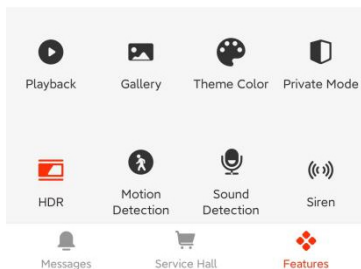 Playback
Gallery
Theme Color
Private Mode
HDR
Motion
Detection
Sound
Detection
Siren
Messages
Service Hall
Features